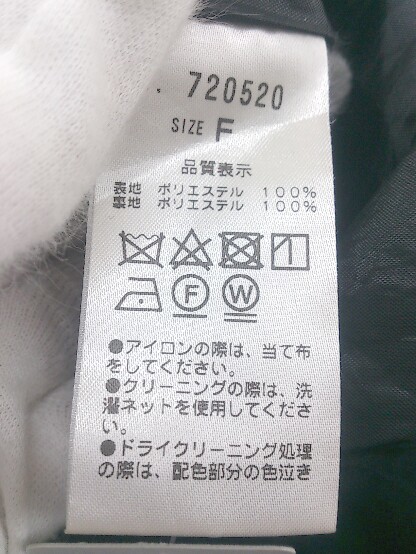 720520
SIZE F
品質表示
表地 ポリエステル 100%
裏地 ポリエステル 100%
F W
●アイロンの際は、当て布
をしてください。
●クリーニングの際は、洗
濯ネットを使用してくださ
い。
●ドライクリーニング処理
の際は、配色部分の色泣き